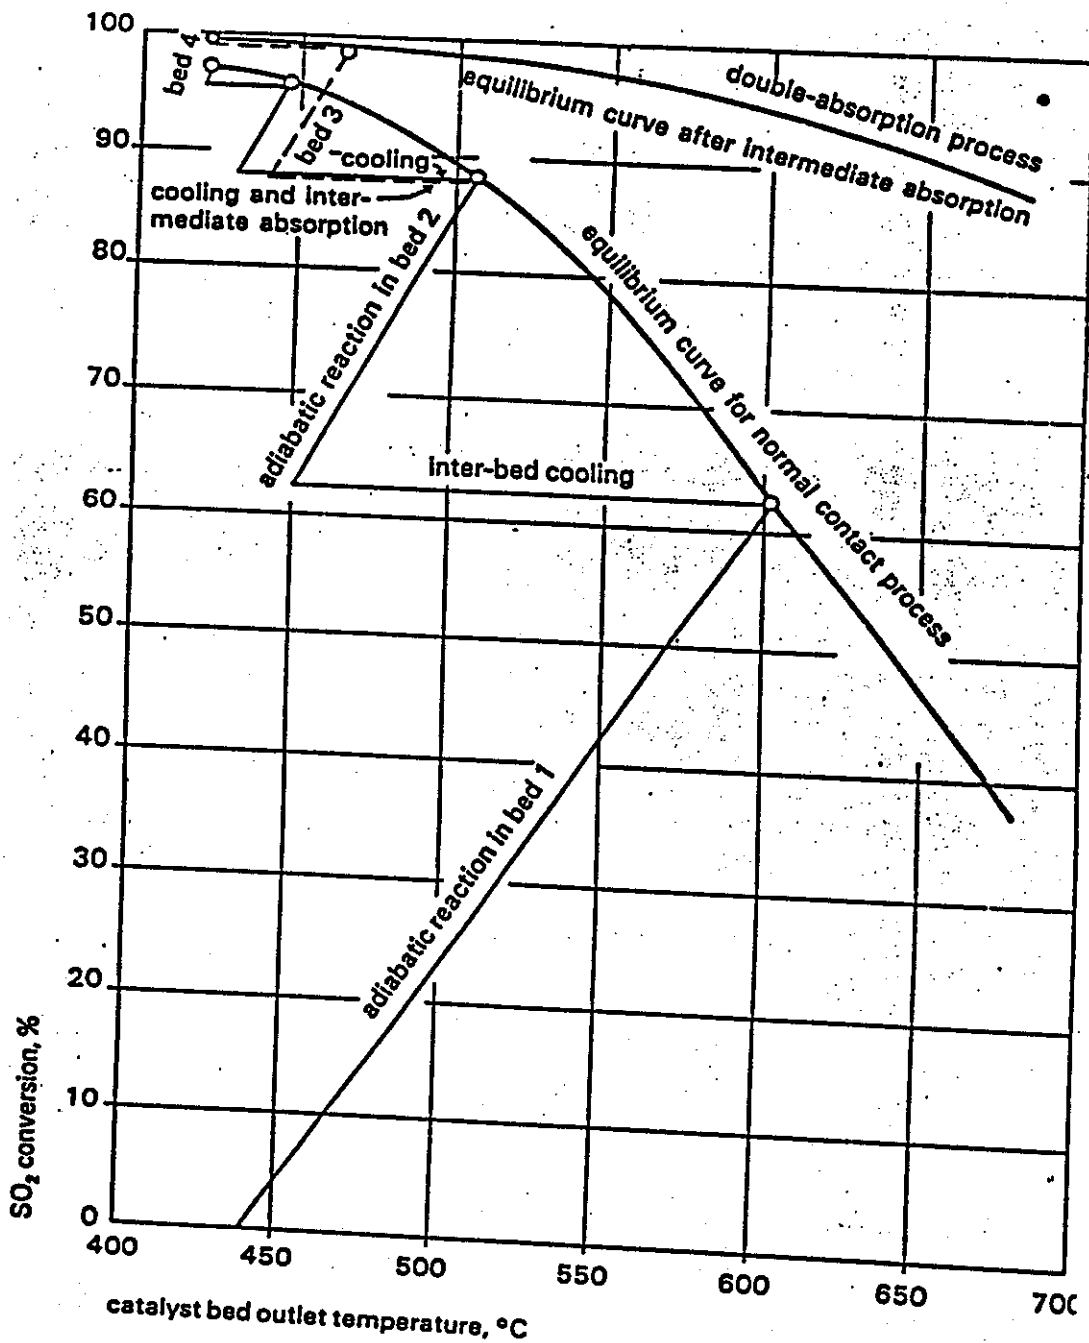 100
90
80
70
60
50
40
30
20
10
0
SO₂ conversion, %
400
450
500
550
600
650
700
catalyst bed outlet temperature, °C
bed 4
bed 3
cooling
cooling and inter-
mediate absorption
adiabatic reaction in bed 2
inter-bed cooling
adiabatic reaction in bed 1
double-absorption process
equilibrium curve after intermediate absorption
equilibrium curve for normal contact process